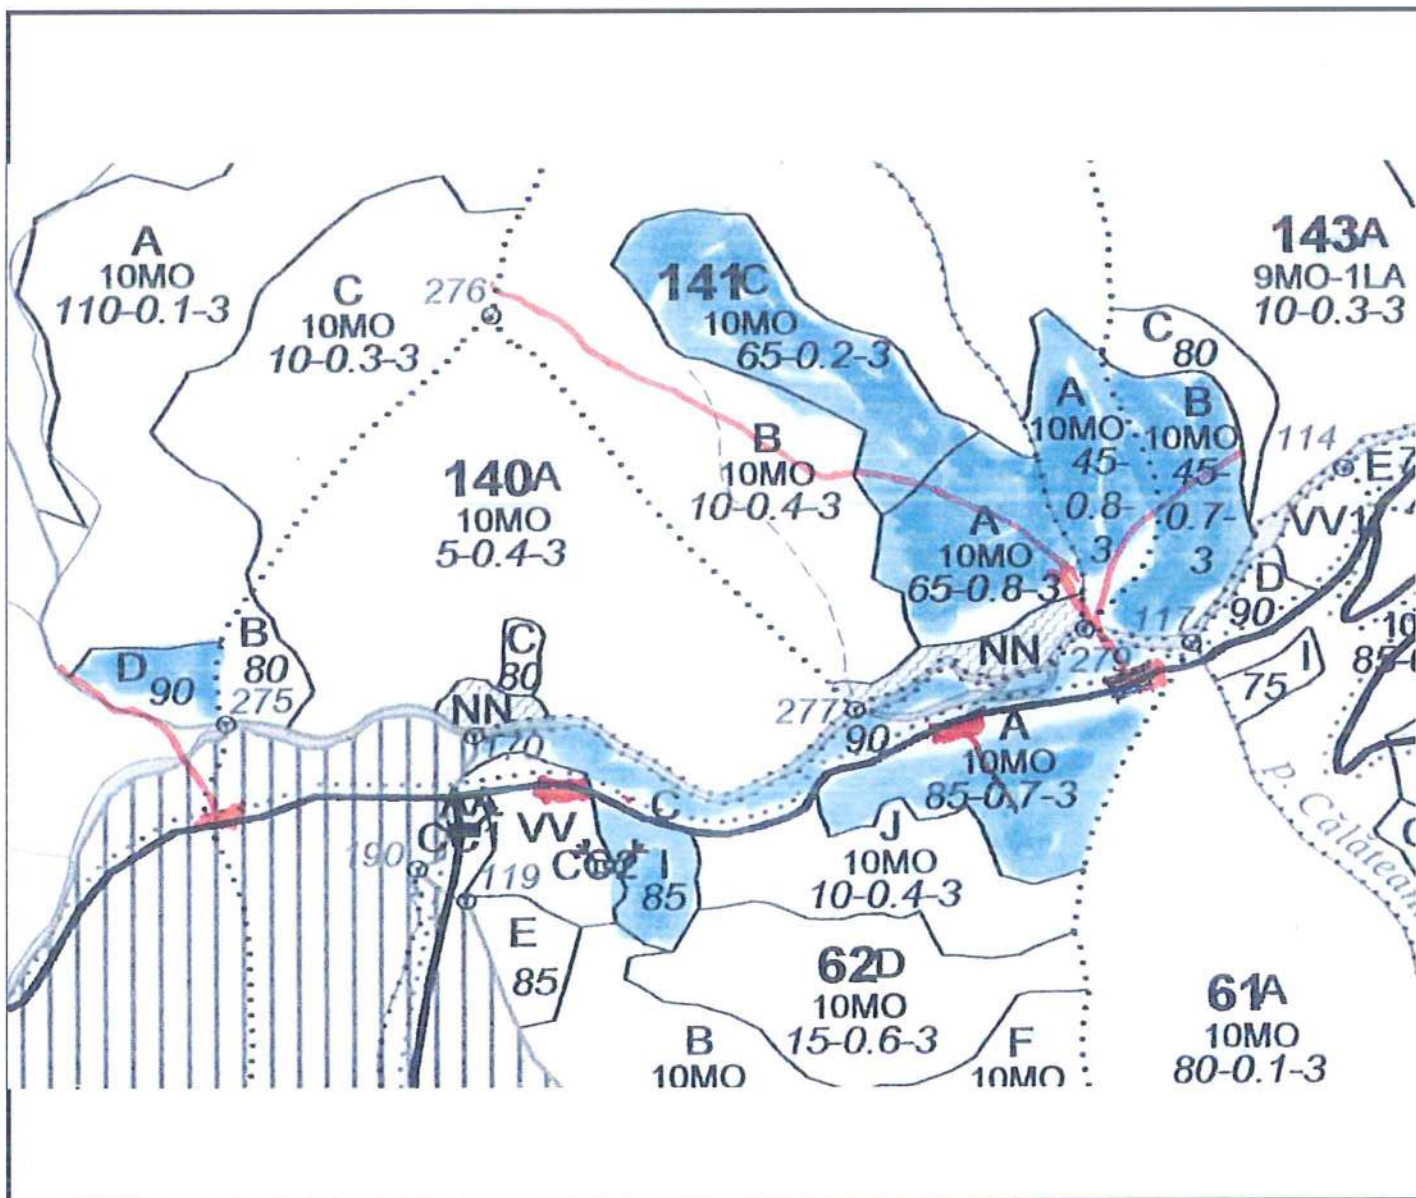 A
10MO
110-0.1-3
C
10MO
10-0.3-3
276
141C
10MO
65-0.2-3
143A
9MO-1LA
10-0.3-3
C
80
A
10MO
45-
0.8-
3
B
10MO
45-
0.7-
3
114
E
VV1
B
10MO
10-0.4-3
140A
10MO
5-0.4-3
A
10MO
65-0.8-3
D
90
117
NN
279
I
75
B
80
D
90
275
C
80
NN
170
277
90
A
10MO
85-0.7-3
C
J
10MO
10-0.4-3
VV
C62
I
85
190
119
E
85
62D
10MO
15-0.6-3
B
10MO
F
10MO
61A
10MO
80-0.1-3